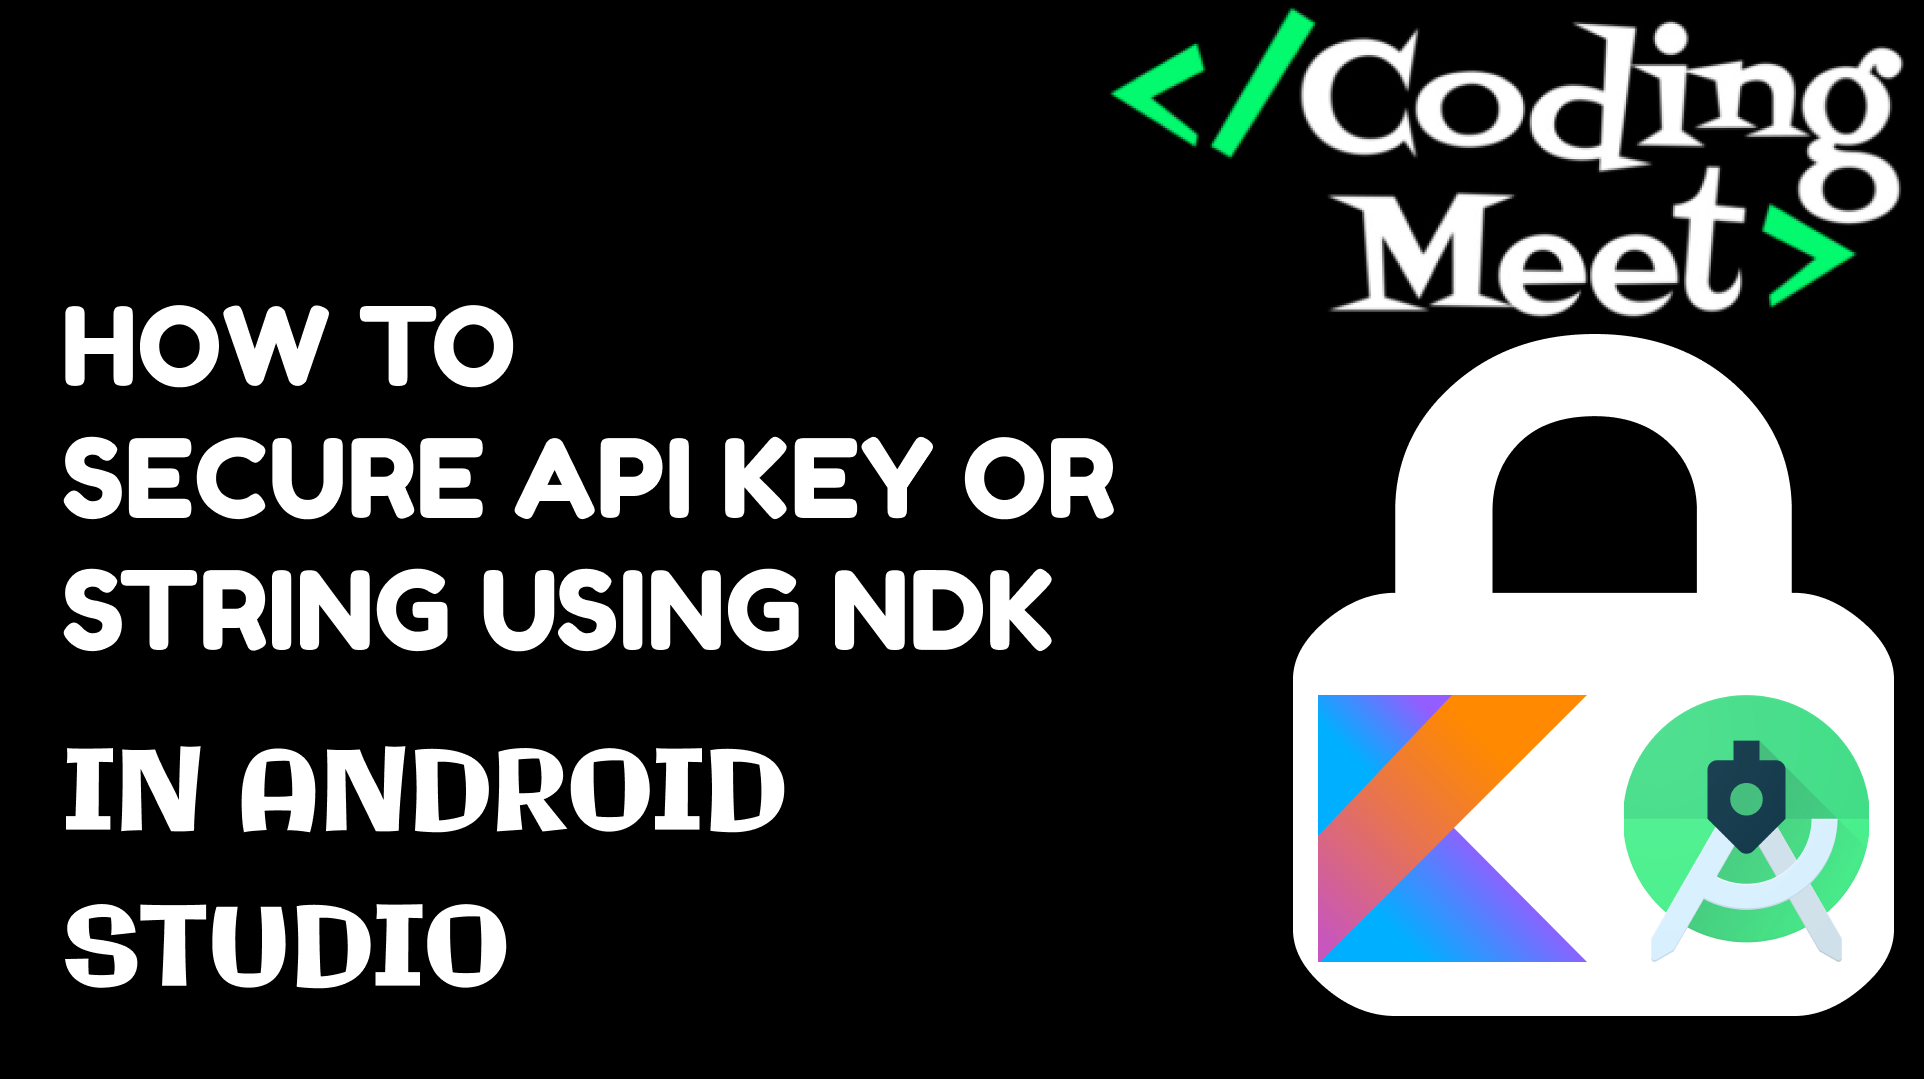 </Coding
Meet>
HOW TO
SECURE API KEY OR
STRING USING NDK
IN ANDROID
STUDIO